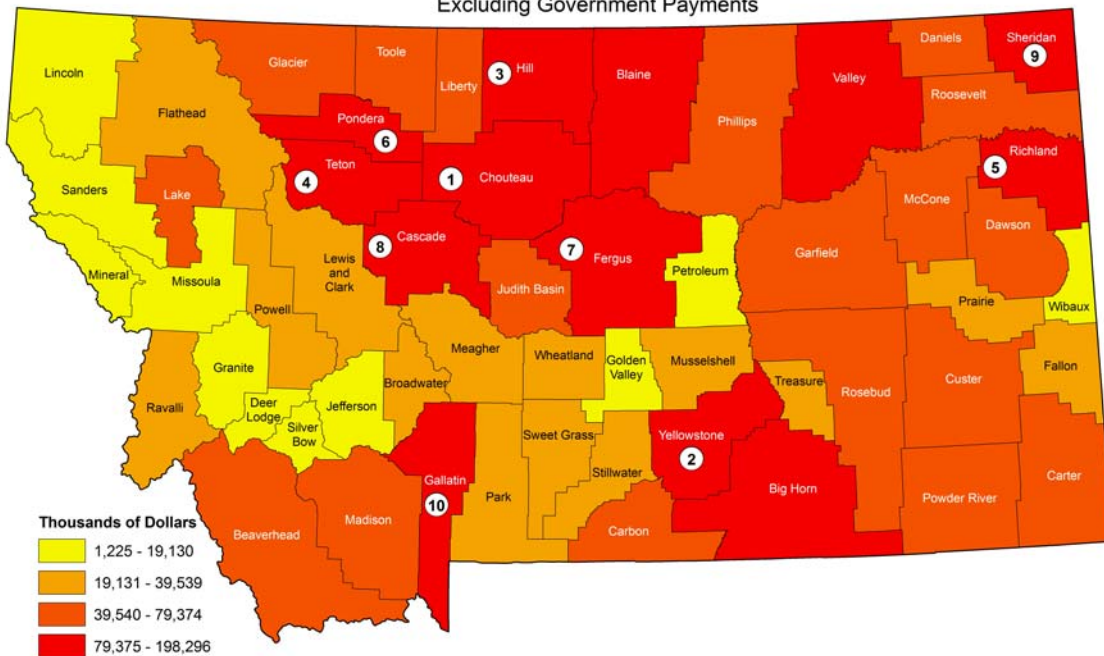 Excluding Government Payments
Lincoln
Flathead
Glacier
Toole
Liberty
3 Hill
Blaine
Phillips
Valley
Daniels
Sheridan
9
Roosevelt
Pondera
6
Teton
4
1 Chouteau
5 Richland
Sanders
Lake
McCone
Dawson
8 Cascade
7 Fergus
Garfield
Mineral
Missoula
Powell
Lewis
and
Clark
Judith Basin
Petroleum
Prairie
Wibaux
Granite
Meagher
Wheatland
Golden
Valley
Musselshell
Treasure
Rosebud
Custer
Fallon
Ravalli
Deer
Lodge
Silver
Bow
Jefferson
Broadwater
Sweet Grass
Stillwater
Yellowstone
2
Gallatin
10
Park
Big Horn
Powder River
Carter
Beaverhead
Madison
Carbon
Thousands of Dollars
1,225 - 19,130
19,131 - 39,539
39,540 - 79,374
79,375 - 198,296